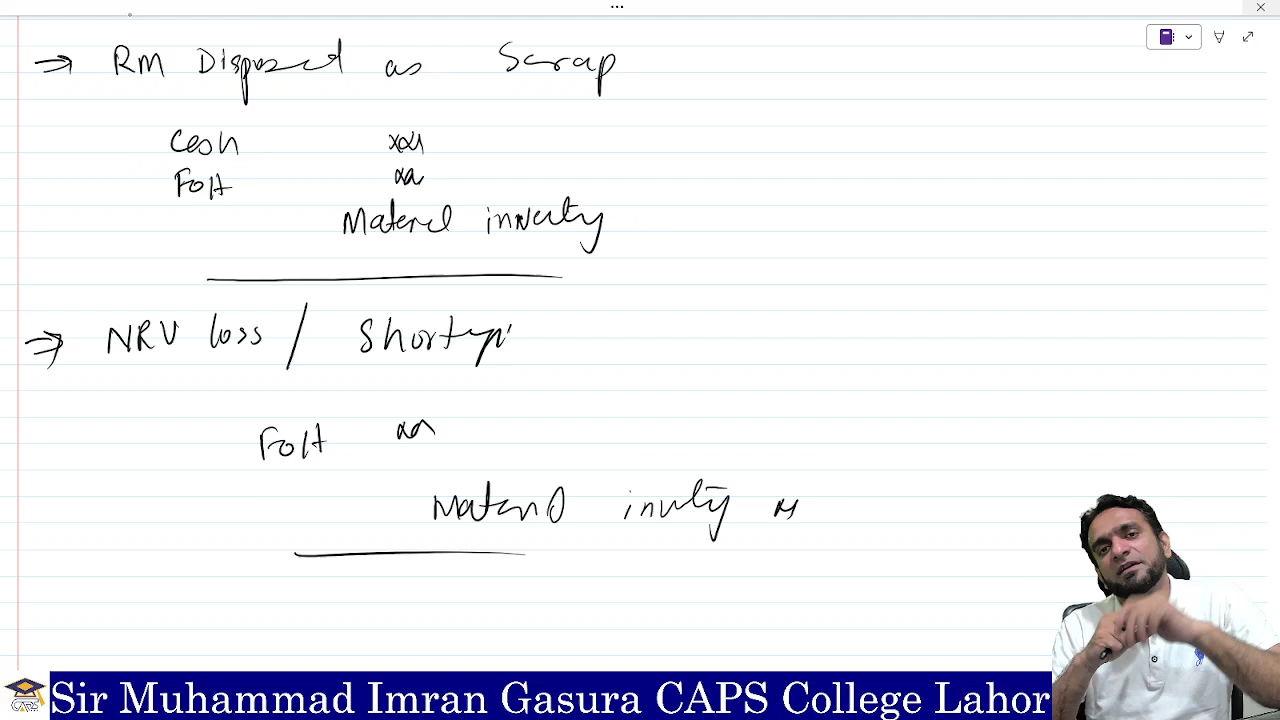 → RM Disposed as Scrap
Cash xxx
FOH xx
Material inventory
→ NRV loss / Shortage
FOH xx
Material inventory
Sir Muhammad Imran Gasura CAPS College Lahor
CAPS